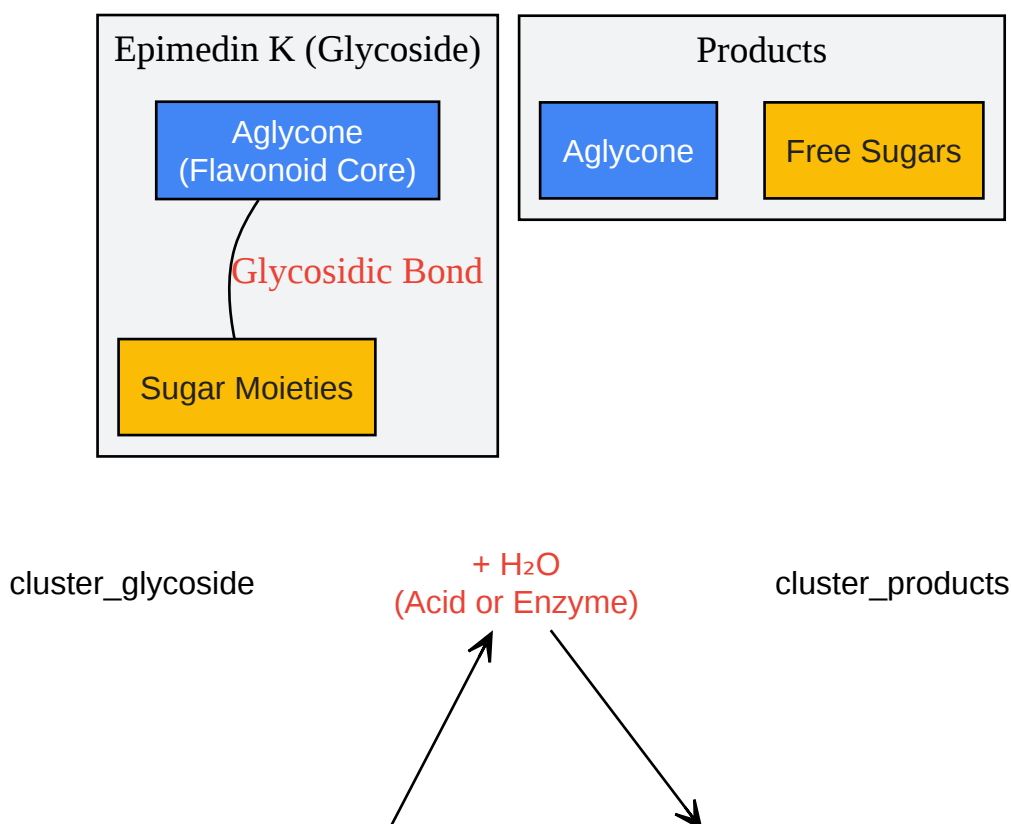 Epimedin K (Glycoside)
Aglycone
(Flavonoid Core)
Glycosidic Bond
Sugar Moieties
Products
Aglycone
Free Sugars
cluster_glycoside
+ H₂O
(Acid or Enzyme)
cluster_products